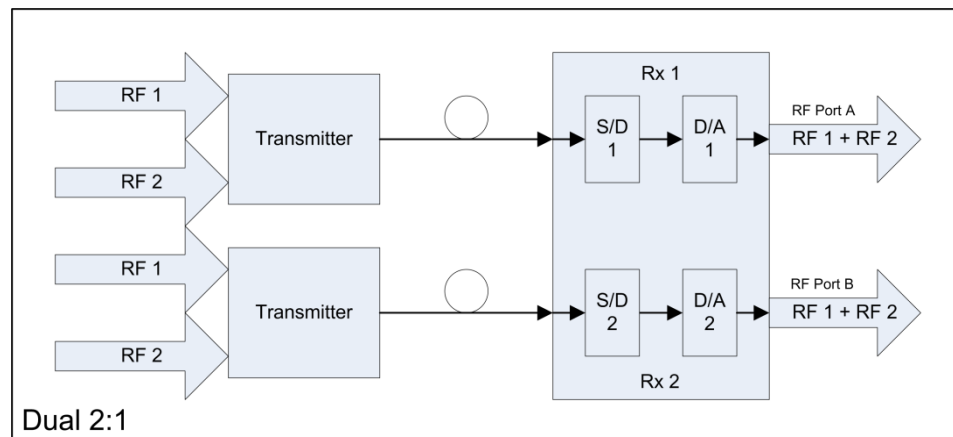 RF 1
RF 2
Transmitter
Rx 1
S/D
1
D/A
1
RF Port A
RF 1 + RF 2
RF 1
RF 2
Transmitter
S/D
2
D/A
2
Rx 2
RF Port B
RF 1 + RF 2
Dual 2:1